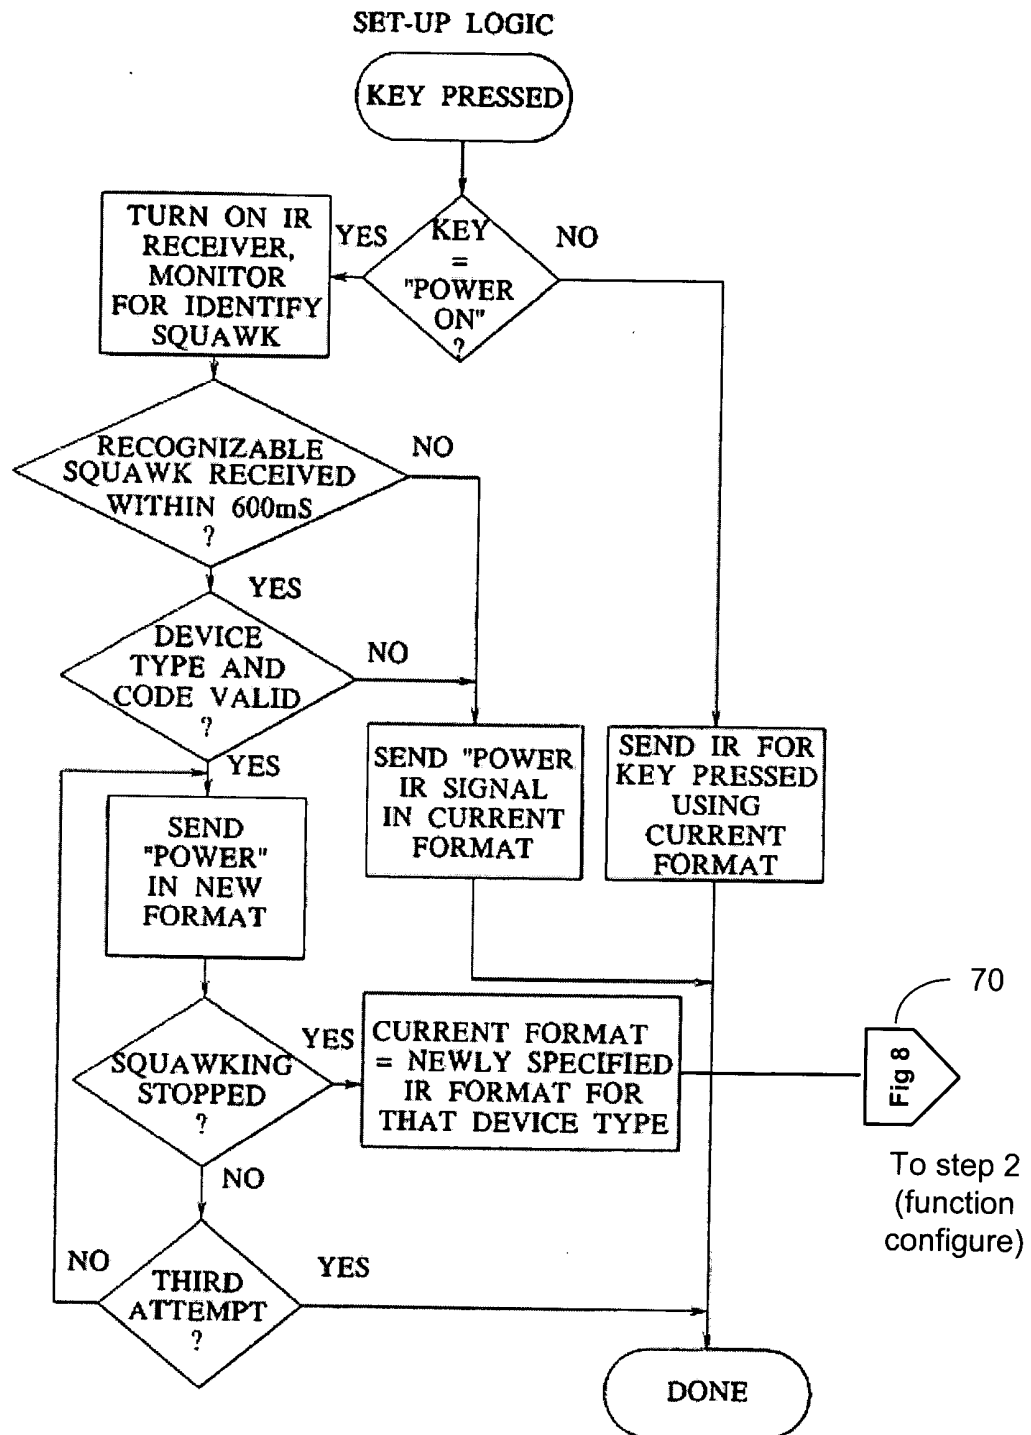 SET-UP LOGIC
KEY PRESSED
TURN ON IR
RECEIVER,
MONITOR
FOR IDENTIFY
SQUAWK
YES
KEY
=
"POWER
ON"
?
NO
RECOGNIZABLE
SQUAWK RECEIVED
WITHIN 600mS
?
NO
YES
DEVICE
TYPE AND
CODE VALID
?
NO
YES
SEND "POWER
IR SIGNAL
IN CURRENT
FORMAT
SEND IR FOR
KEY PRESSED
USING
CURRENT
FORMAT
SEND
"POWER"
IN NEW
FORMAT
SQUAWKING
STOPPED
?
YES
CURRENT FORMAT
= NEWLY SPECIFIED
IR FORMAT FOR
THAT DEVICE TYPE
70
Fig 8
To step 2
(function
configure)
NO
THIRD
ATTEMPT
?
NO
YES
DONE